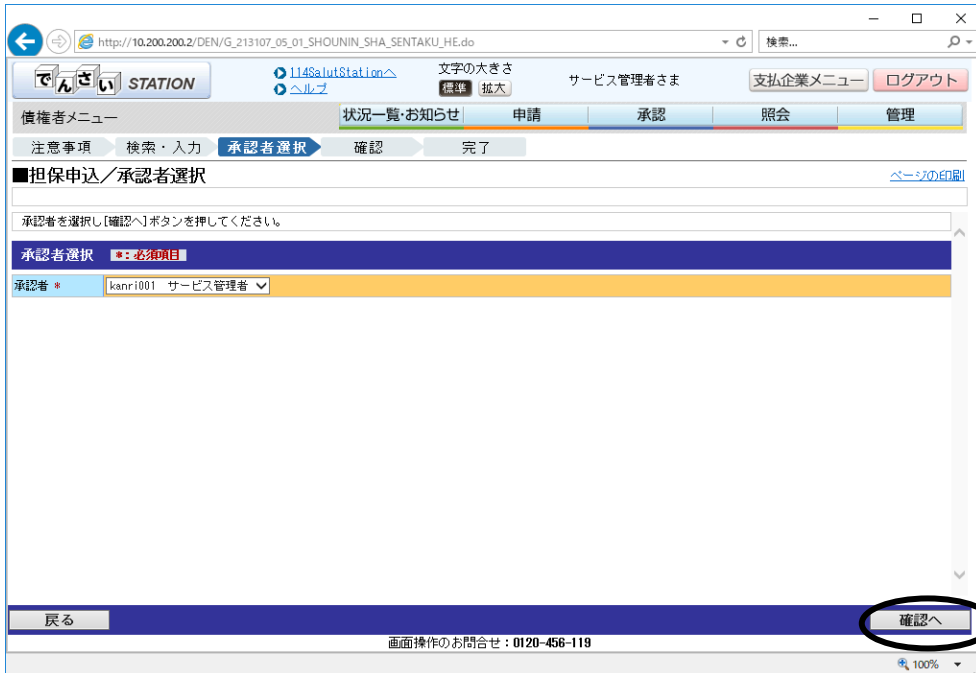 http://10.200.200.2/DEN/G_213107_05_01_SHOUNIN_SHA_SENTAKU_HE.do
検索...
でんさい STATION
114SalutStationへ
ヘルプ
文字の大きさ
標準 拡大
サービス管理者さま
支払企業メニュー
ログアウト
債権者メニュー
状況一覧・お知らせ
申請
承認
照会
管理
注意事項
検索・入力
承認者選択
確認
完了
■担保申込／承認者選択
ページの印刷
承認者を選択し[確認へ]ボタンを押してください。
承認者選択 *：必須項目
承認者 *
kanri001 サービス管理者
戻る
確認へ
画面操作のお問合せ：0120-456-119
100%